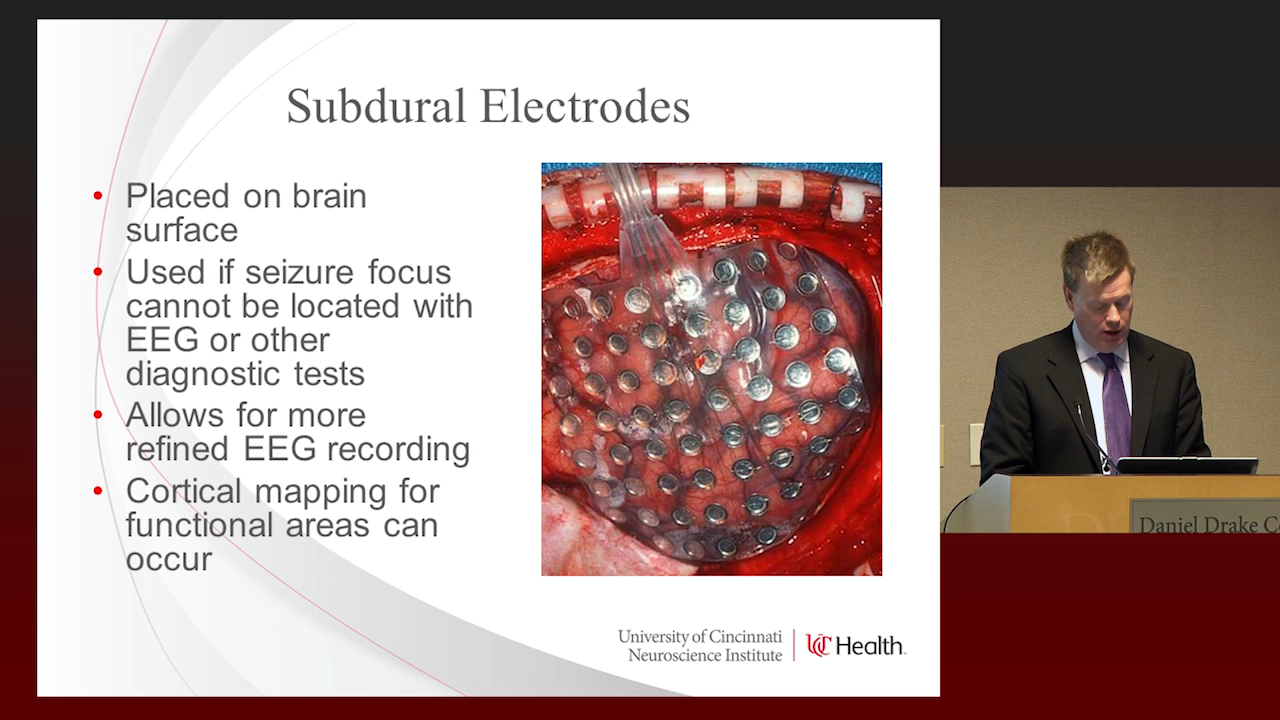 Subdural Electrodes
• Placed on brain
surface
• Used if seizure focus
cannot be located with
EEG or other
diagnostic tests
• Allows for more
refined EEG recording
• Cortical mapping for
functional areas can
occur
University of Cincinnati
Neuroscience Institute
UC Health
Daniel Drake